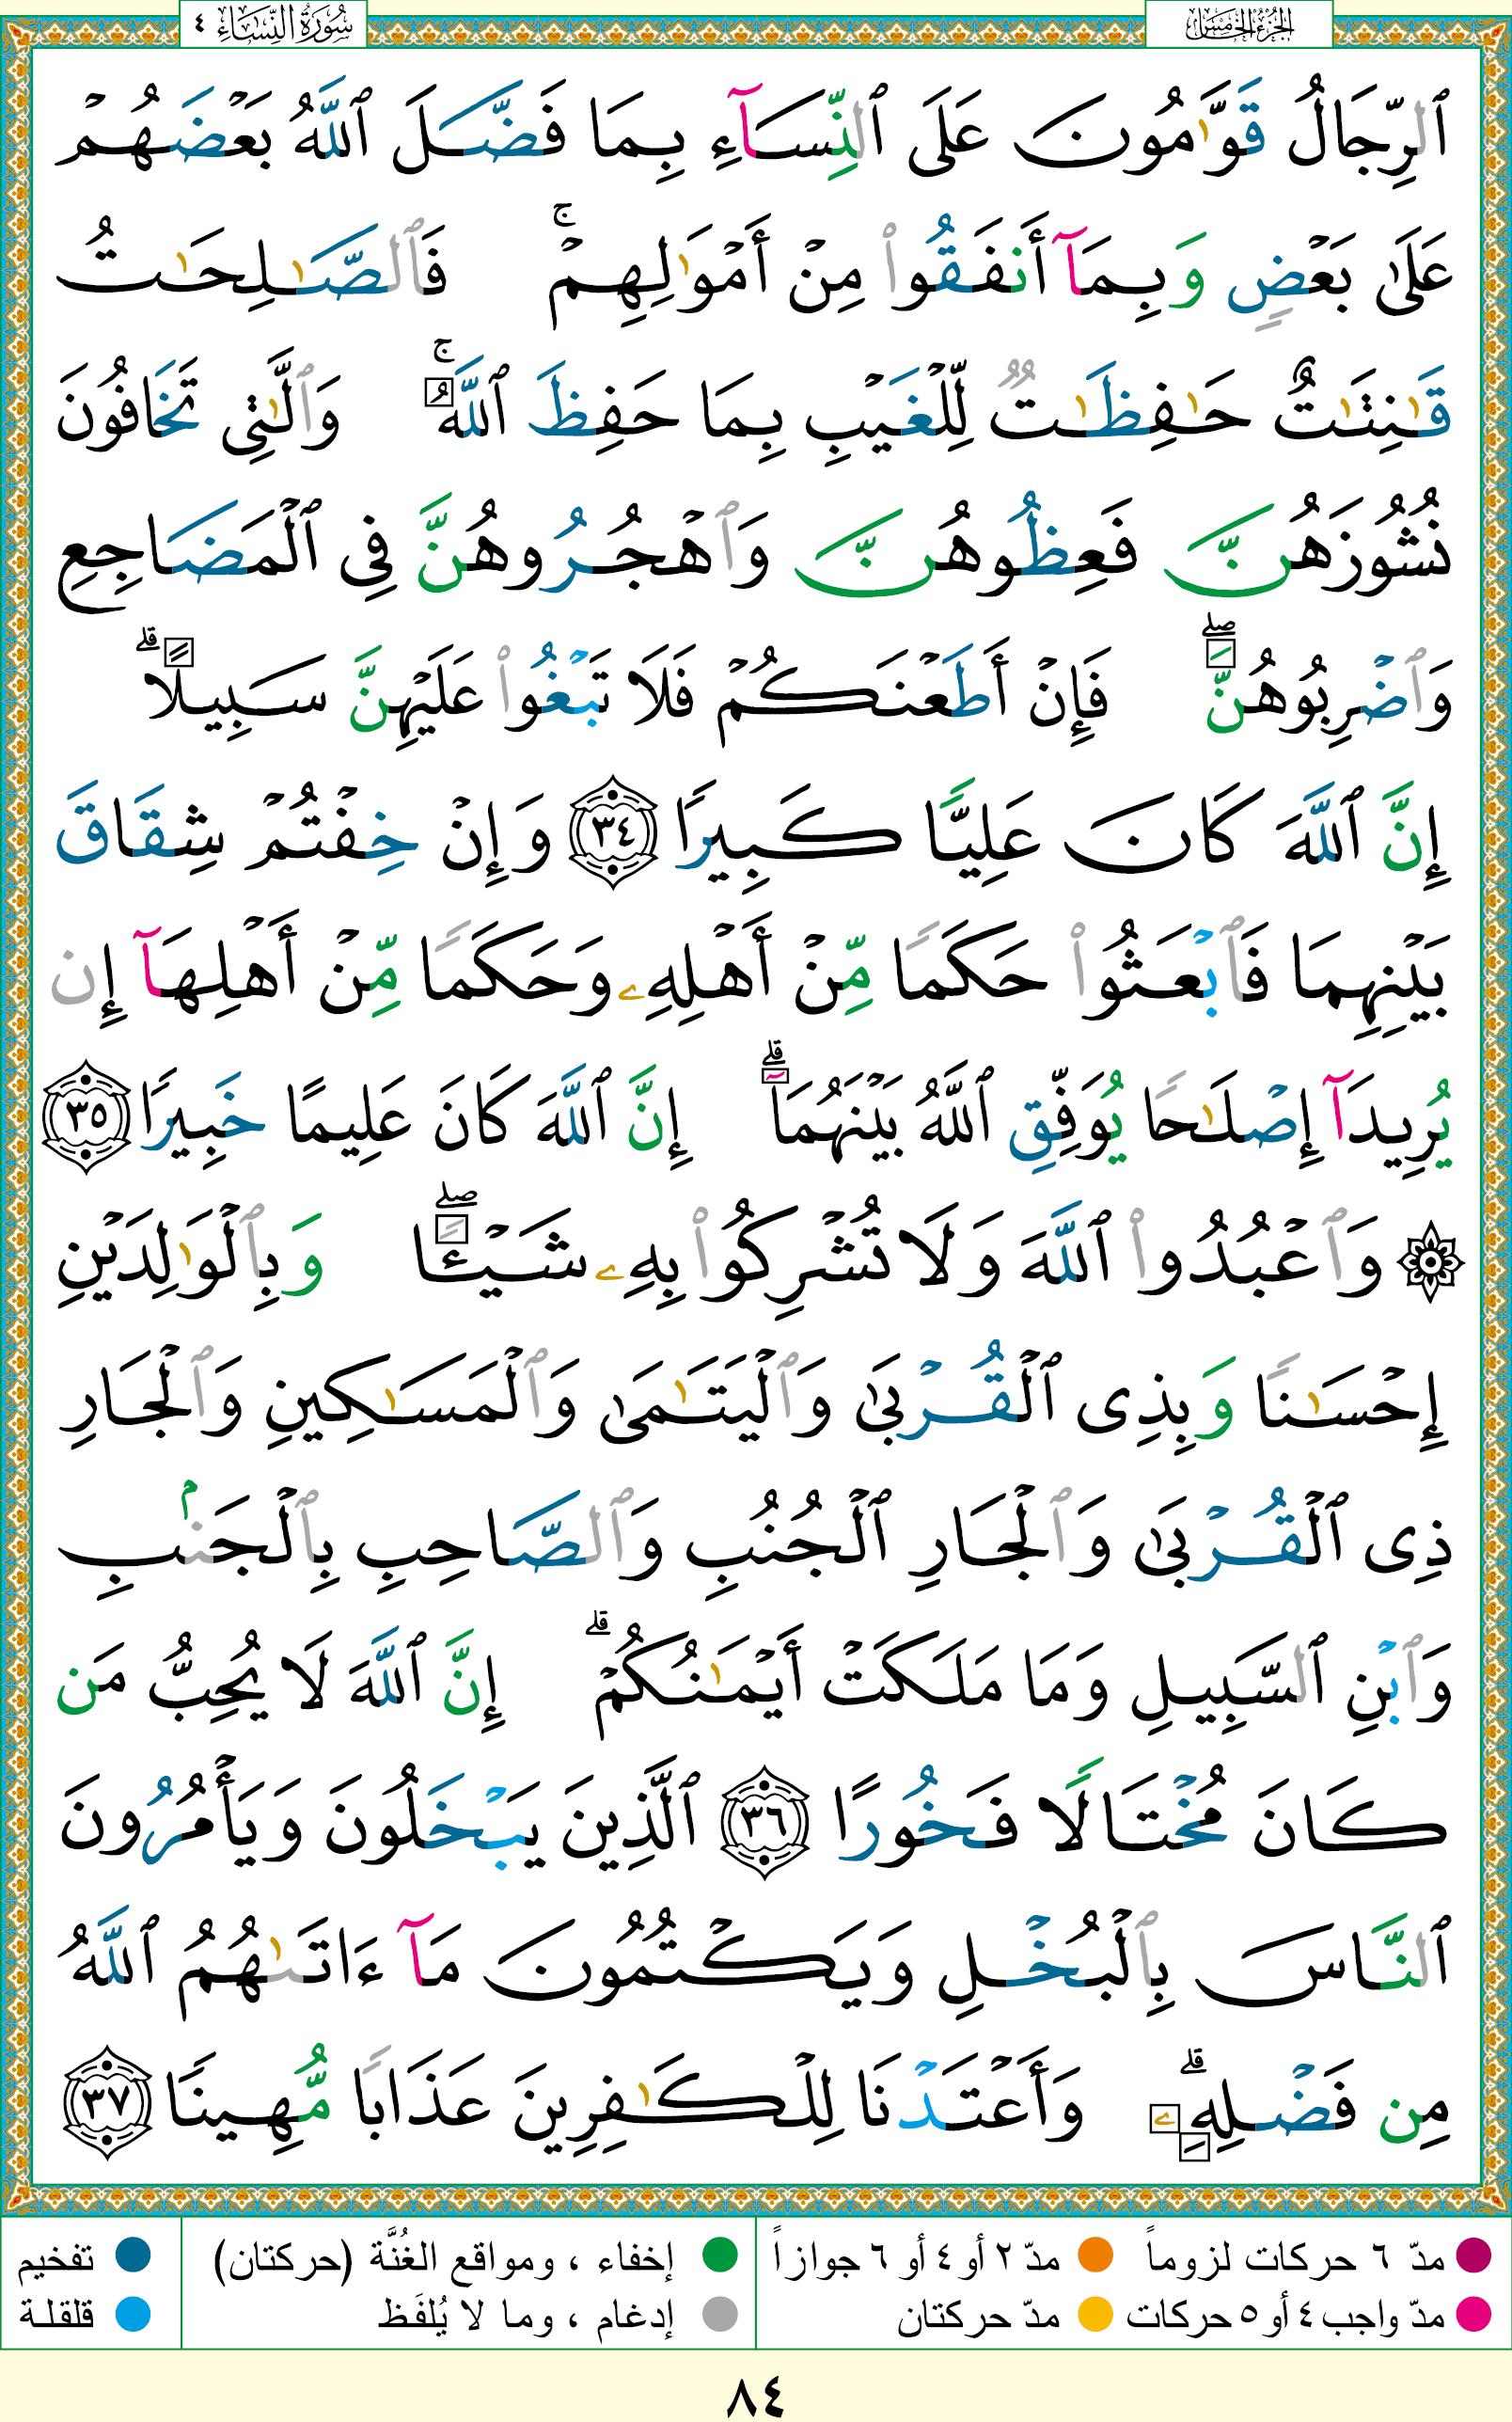 الجزء الخامس
سُورَةُ النِّسَاءِ ٤
ٱلرِّجَالُ قَوَّٰمُونَ عَلَى ٱلنِّسَآءِ بِمَا فَضَّلَ ٱللَّهُ بَعۡضَهُمۡ
عَلَىٰ بَعۡضٍ وَبِمَآ أَنفَقُواْ مِنۡ أَمۡوَٰلِهِمۡۚ فَٱلصَّٰلِحَٰتُ
قَٰنِتَٰتٌ حَٰفِظَٰتٌ لِّلۡغَيۡبِ بِمَا حَفِظَ ٱللَّهُۚ وَٱلَّٰتِى تَخَافُونَ
نُشُوزَهُنَّ فَعِظُوهُنَّ وَٱهۡجُرُوهُنَّ فِى ٱلۡمَضَاجِعِ
وَٱضۡرِبُوهُنَّۖ فَإِنۡ أَطَعۡنَكُمۡ فَلَا تَبۡغُواْ عَلَيۡهِنَّ سَبِيلًاۗ
إِنَّ ٱللَّهَ كَانَ عَلِيًّا كَبِيرًا ٣٤ وَإِنۡ خِفۡتُمۡ شِقَاقَ
بَيۡنِهِمَا فَٱبۡعَثُواْ حَكَمًا مِّنۡ أَهۡلِهِۦ وَحَكَمًا مِّنۡ أَهۡلِهَآ إِن
يُرِيدَآ إِصۡلَٰحًا يُوَفِّقِ ٱللَّهُ بَيۡنَهُمَآۗ إِنَّ ٱللَّهَ كَانَ عَلِيمًا خَبِيرًا ٣٥
۞ وَٱعۡبُدُواْ ٱللَّهَ وَلَا تُشۡرِكُواْ بِهِۦ شَيۡـًٔاۖ وَبِٱلۡوَٰلِدَيۡنِ
إِحۡسَٰنًا وَبِذِى ٱلۡقُرۡبَىٰ وَٱلۡيَتَٰمَىٰ وَٱلۡمَسَٰكِينِ وَٱلۡجَارِ
ذِى ٱلۡقُرۡبَىٰ وَٱلۡجَارِ ٱلۡجُنُبِ وَٱلصَّاحِبِ بِٱلۡجَنۢبِ
وَٱبۡنِ ٱلسَّبِيلِ وَمَا مَلَكَتۡ أَيۡمَٰنُكُمۡۗ إِنَّ ٱللَّهَ لَا يُحِبُّ مَن
كَانَ مُخۡتَالًا فَخُورًا ٣٦ ٱلَّذِينَ يَبۡخَلُونَ وَيَأۡمُرُونَ
ٱلنَّاسَ بِٱلۡبُخۡلِ وَيَكۡتُمُونَ مَآ ءَاتَىٰهُمُ ٱللَّهُ
مِن فَضۡلِهِۦۗ وَأَعۡتَدۡنَا لِلۡكَٰفِرِينَ عَذَابًا مُّهِينًا ٣٧
مدّ ٦ حركات لزوماً مدّ ٢ أو ٤ أو ٦ جوازاً إخفاء ، ومواقع الغُنَّة (حركتان) تفخيم
مدّ واجب ٤ أو ٥ حركات مدّ حركتان إدغام ، وما لا يُلفَظ قلقلة
٨٤